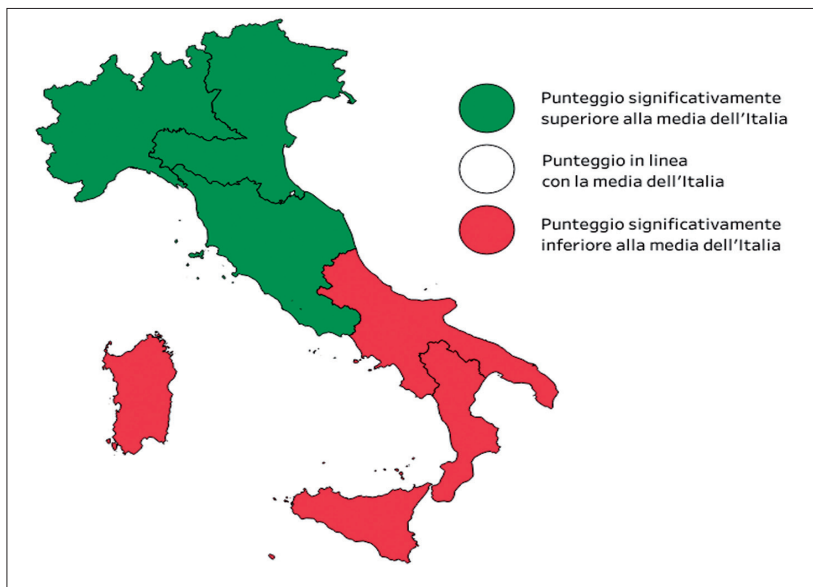 Punteggio significativamente
superiore alla media dell'Italia
Punteggio in linea
con la media dell'Italia
Punteggio significativamente
inferiore alla media dell'Italia